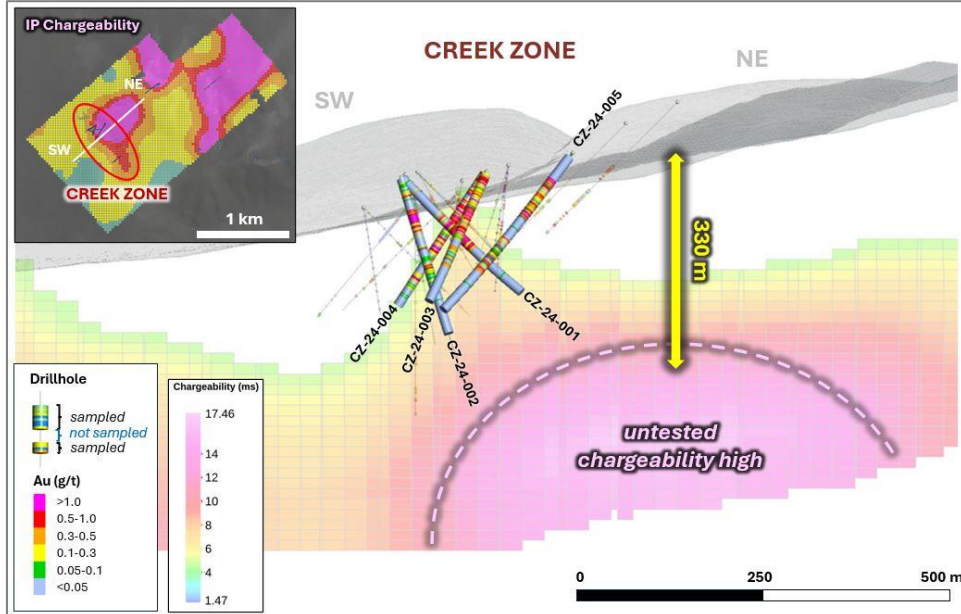 IP Chargeability
NE
SW
CREEK ZONE
1 km
CREEK ZONE
SW
NE
CZ-24-005
330 m
CZ-24-004
CZ-24-003
CZ-24-002
CZ-24-001
untested
chargeability high
Drillhole
sampled
not sampled
sampled
Au (g/t)
>1.0
0.5-1.0
0.3-0.5
0.1-0.3
0.05-0.1
<0.05
Chargeability (ms)
17.46
14
12
10
8
6
4
1.47
0 250 500 m